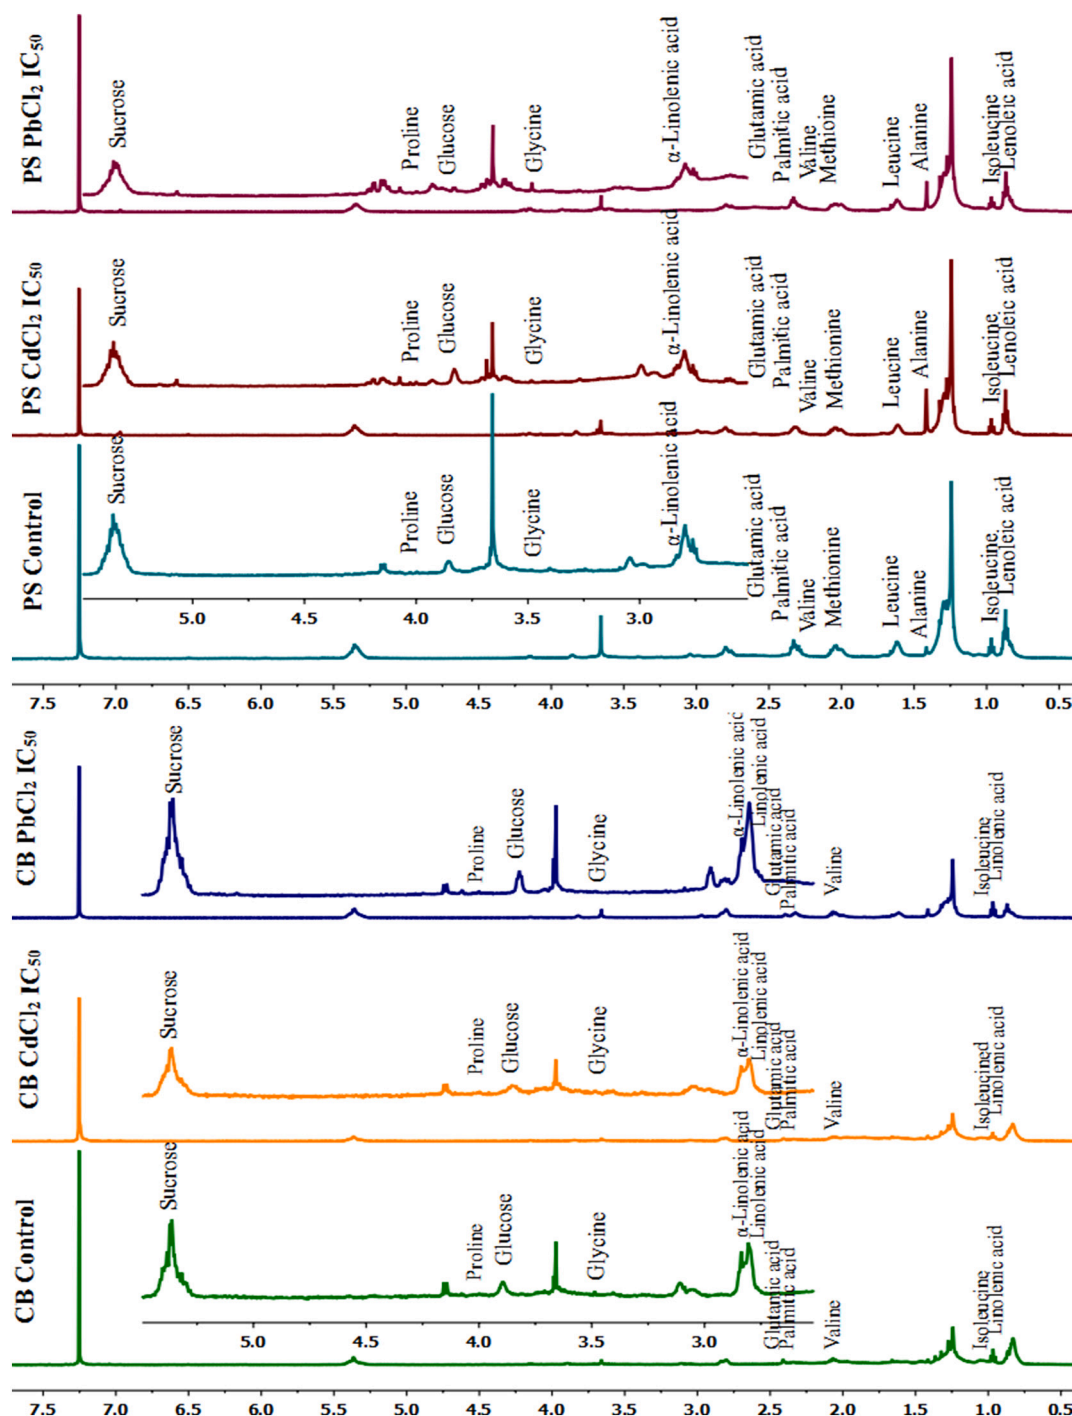 PS PbCl2 IC50
Sucrose
Proline
Glucose
Glycine
α-Linolenic acid
Glutamic acid
Palmitic acid
Valine
Methioine
Leucine
Alanine
Isoleucine
Lenoleic acid
PS CdCl2 IC50
Sucrose
Proline
Glucose
Glycine
α-Linolenic acid
Glutamic acid
Palmitic acid
Valine
Methionine
Leucine
Alanine
Isoleucine
Lenoleic acid
PS Control
Sucrose
Proline
Glucose
Glycine
α-Linolenic acid
Glutamic acid
Palmitic acid
Valine
Methionine
Leucine
Alanine
Isoleucine
Lenoleic acid
5.0 4.5 4.0 3.5 3.0
7.5 7.0 6.5 6.0 5.5 5.0 4.5 4.0 3.5 3.0 2.5 2.0 1.5 1.0 0.5
CB PbCl2 IC50
Sucrose
Proline
Glucose
Glycine
α-Linolenic acid
Linolenic acid
Glutamic acid
Palmitic acid
Valine
Isoleucine
Linolenic acid
CB CdCl2 IC50
Sucrose
Proline
Glucose
Glycine
α-Linolenic acid
Linolenic acid
Glutamic acid
Palmitic acid
Valine
Isoleucined
Linolenic acid
CB Control
Sucrose
Proline
Glucose
Glycine
α-Linolenic acid
Linolenic acid
Glutamic acid
Palmitic acid
Valine
Isoleucine
Linolenic acid
5.0 4.5 4.0 3.5 3.0
7.5 7.0 6.5 6.0 5.5 5.0 4.5 4.0 3.5 3.0 2.5 2.0 1.5 1.0 0.5